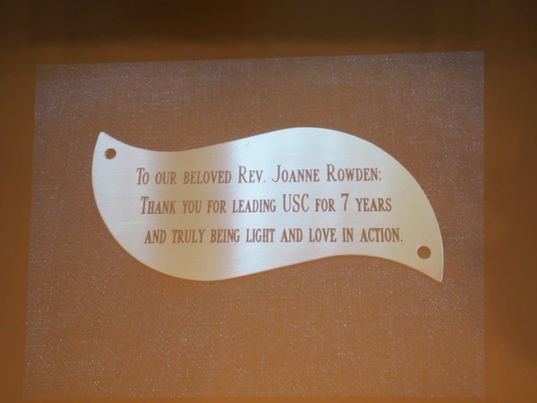 To our beloved Rev. Joanne Rowden:
Thank you for leading USC for 7 years
and truly being light and love in action.